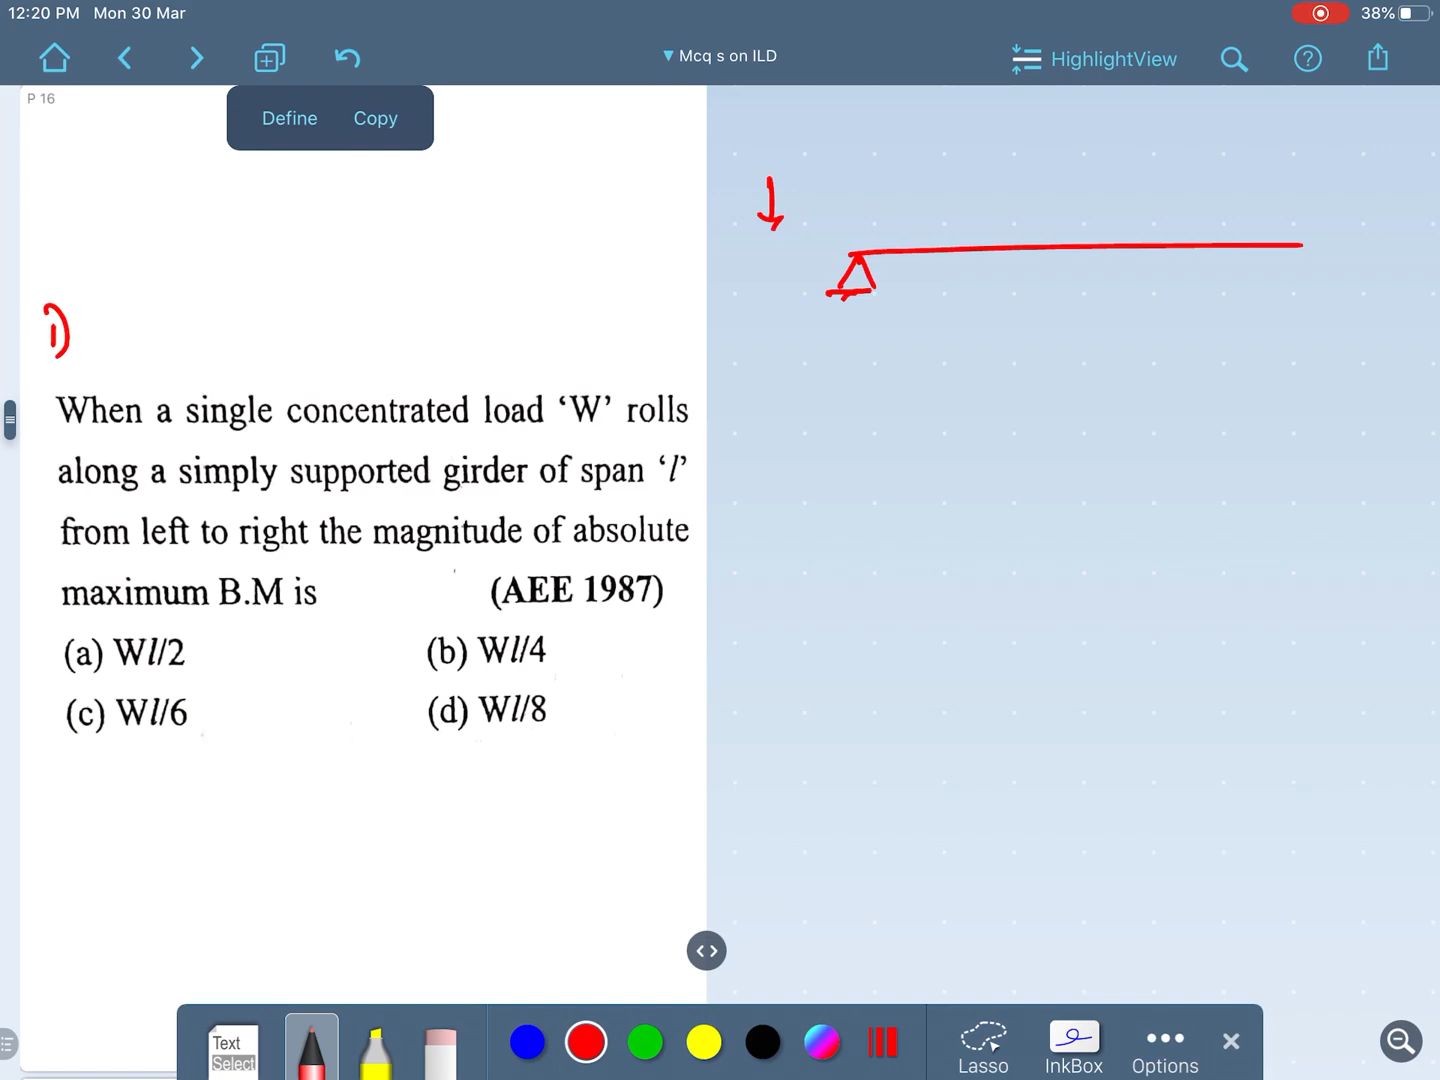 12:20 PM Mon 30 Mar
38%
▼ Mcq s on ILD
HighlightView
P 16
Define Copy
1)
When a single concentrated load ‘W’ rolls
along a simply supported girder of span ‘l’
from left to right the magnitude of absolute
maximum B.M is (AEE 1987)
(a) Wl/2 (b) Wl/4
(c) Wl/6 (d) Wl/8
Text
Select
Lasso
InkBox
Options